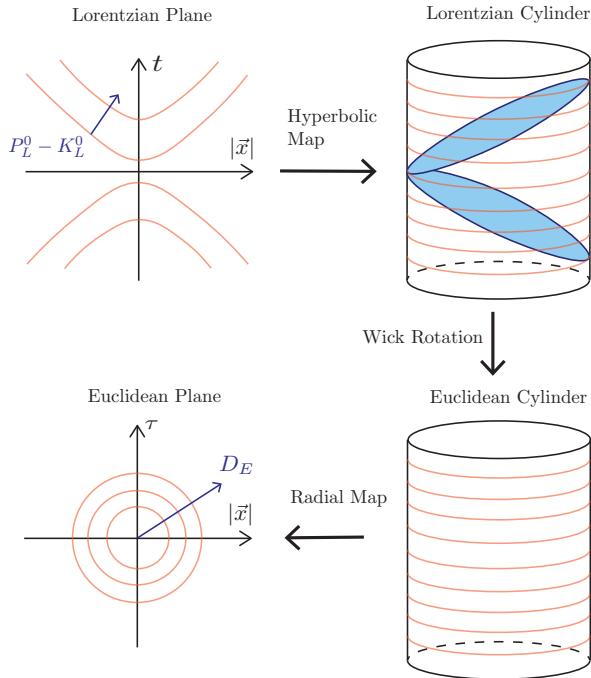 Lorentzian Plane
Lorentzian Cylinder
t
P_L^0 − K_L^0
|x⃗|
Hyperbolic
Map
Wick Rotation
Euclidean Plane
Euclidean Cylinder
τ
D_E
|x⃗|
Radial Map